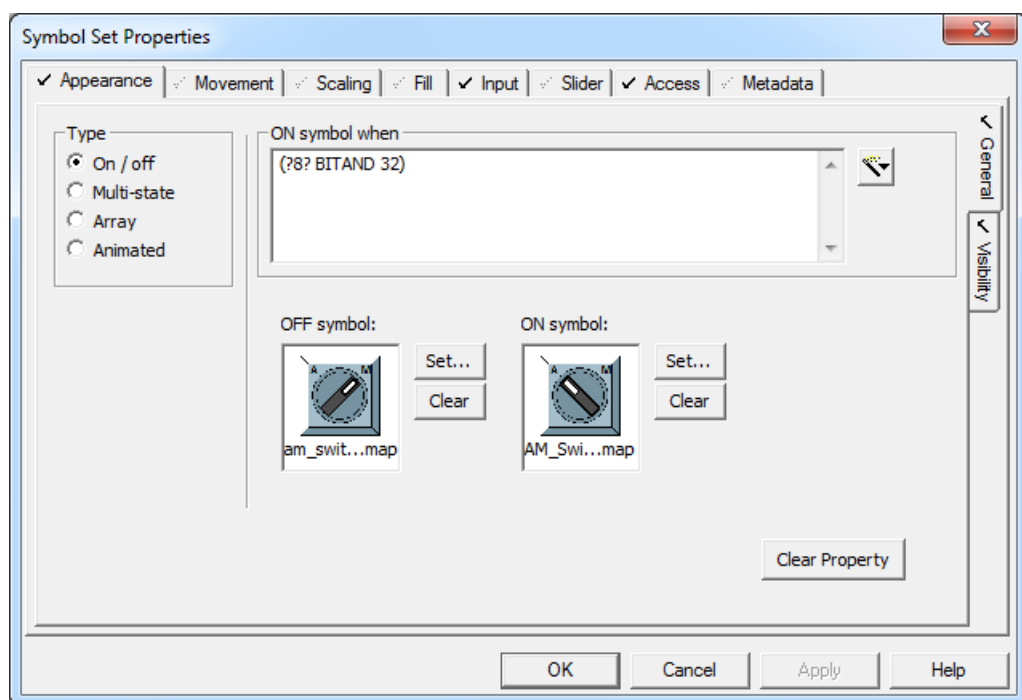 Symbol Set Properties
Appearance
Movement
Scaling
Fill
Input
Slider
Access
Metadata
General
Visibility
Type
On / off
Multi-state
Array
Animated
ON symbol when
(?8? BITAND 32)
OFF symbol:
A M
am_swit...map
Set...
Clear
ON symbol:
A M
AM_Swi...map
Set...
Clear
Clear Property
OK
Cancel
Apply
Help